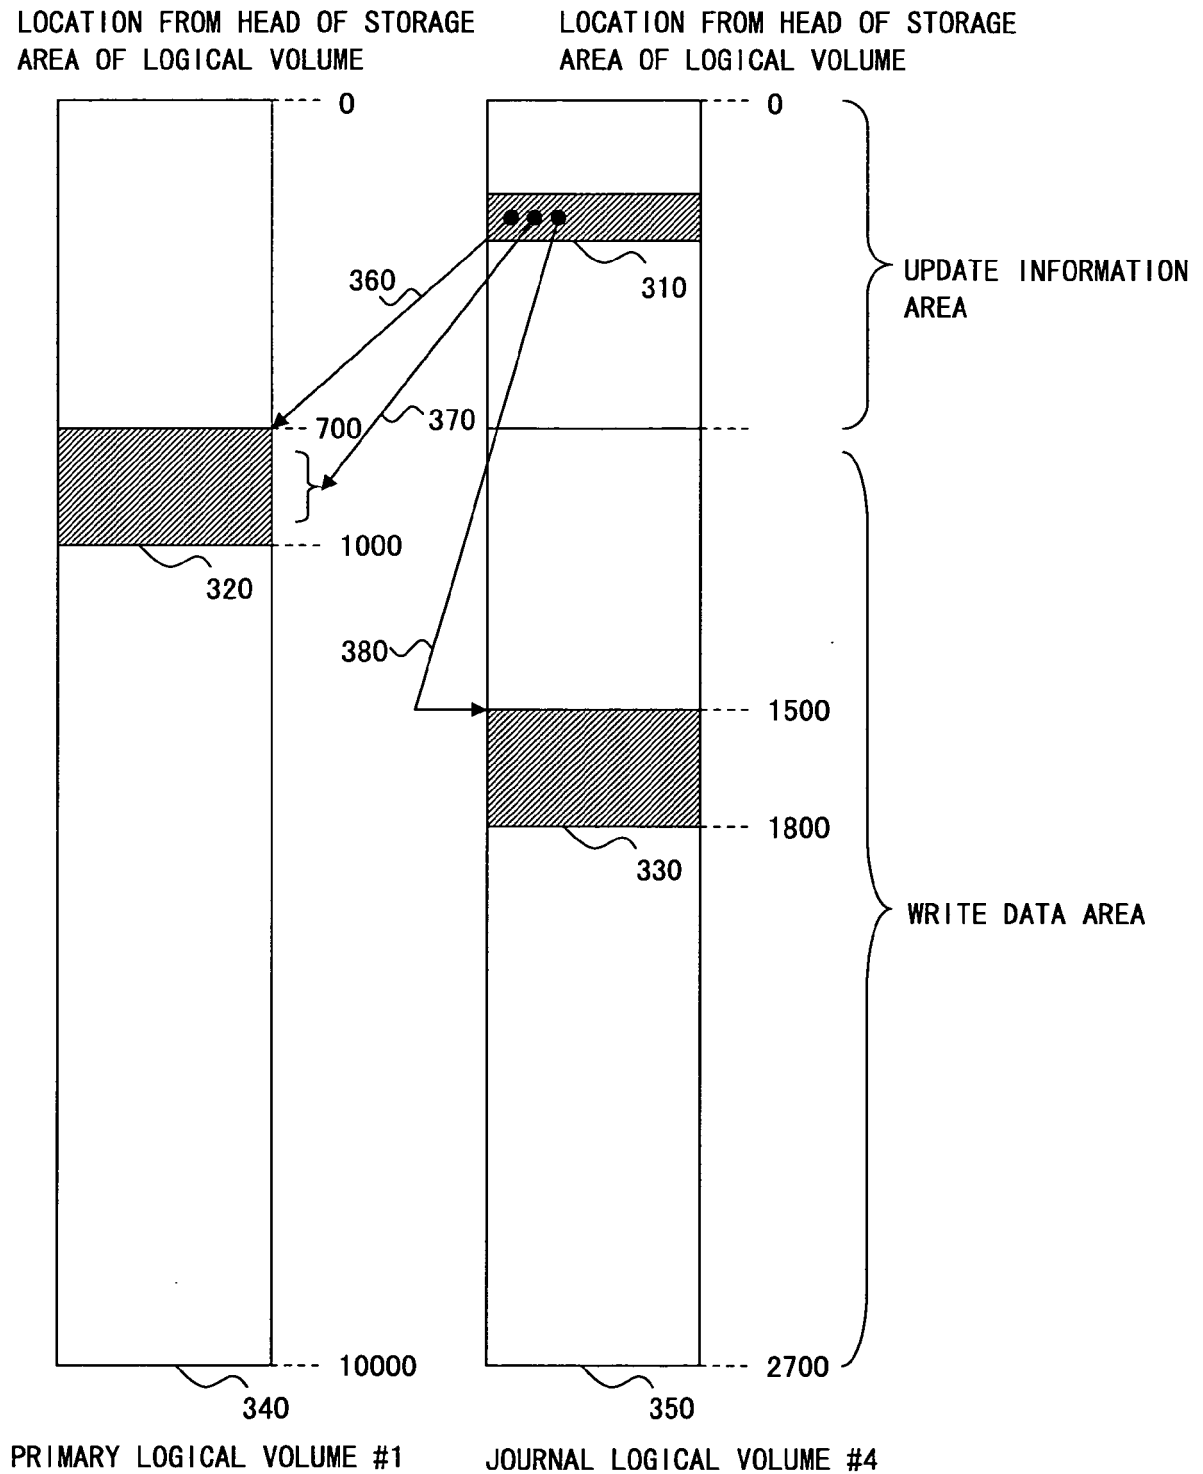 LOCATION FROM HEAD OF STORAGE
AREA OF LOGICAL VOLUME
LOCATION FROM HEAD OF STORAGE
AREA OF LOGICAL VOLUME
0
0
360
310
UPDATE INFORMATION
AREA
700
370
1000
320
380
1500
1800
330
WRITE DATA AREA
10000
2700
340
350
PRIMARY LOGICAL VOLUME #1
JOURNAL LOGICAL VOLUME #4